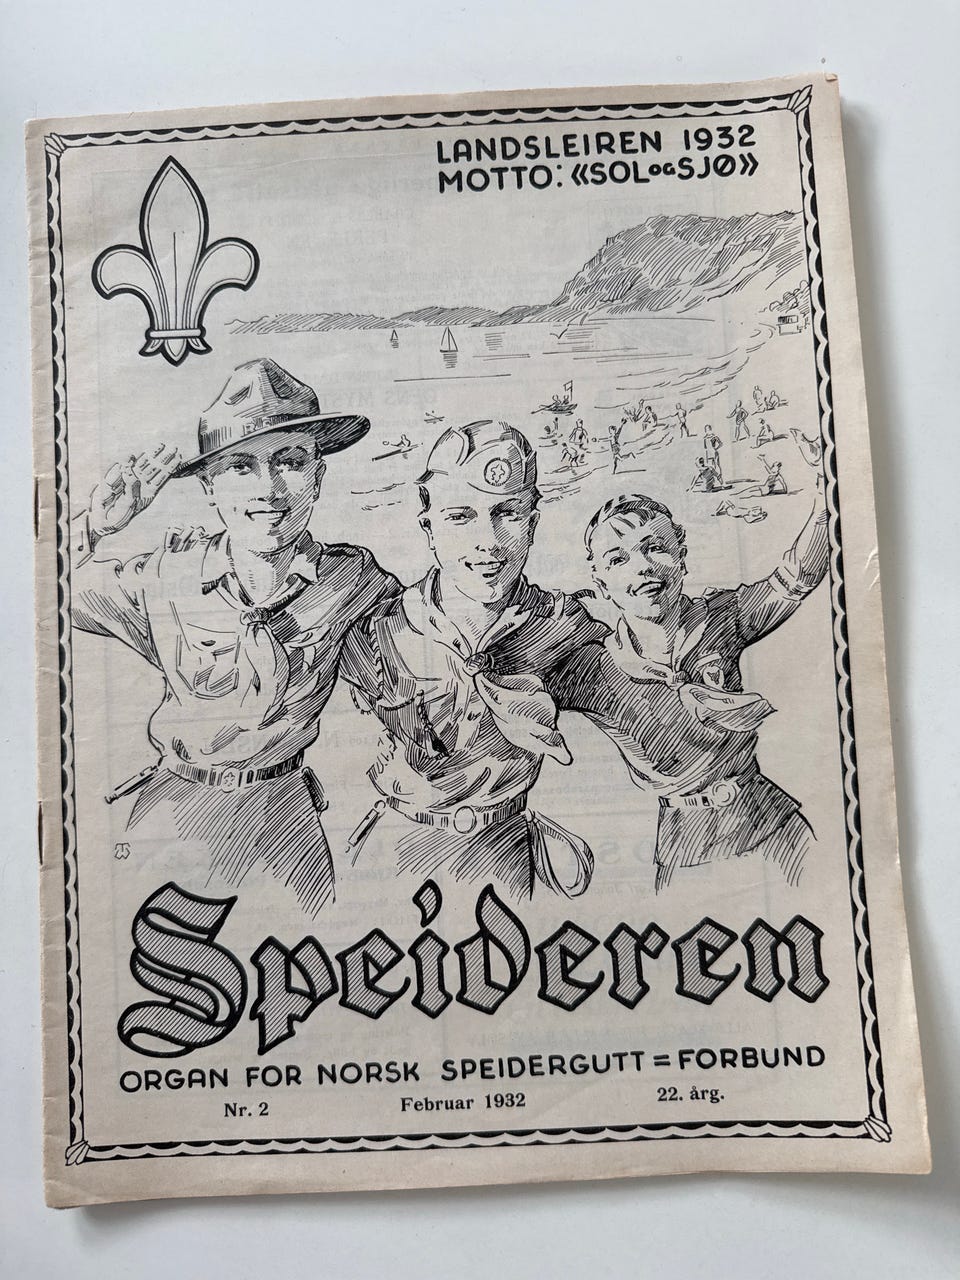 LANDSLEIREN 1932
MOTTO: «SOL OG SJØ»
Speideren
ORGAN FOR NORSK SPEIDERGUTT=FORBUND
Nr. 2 Februar 1932 22. årg.